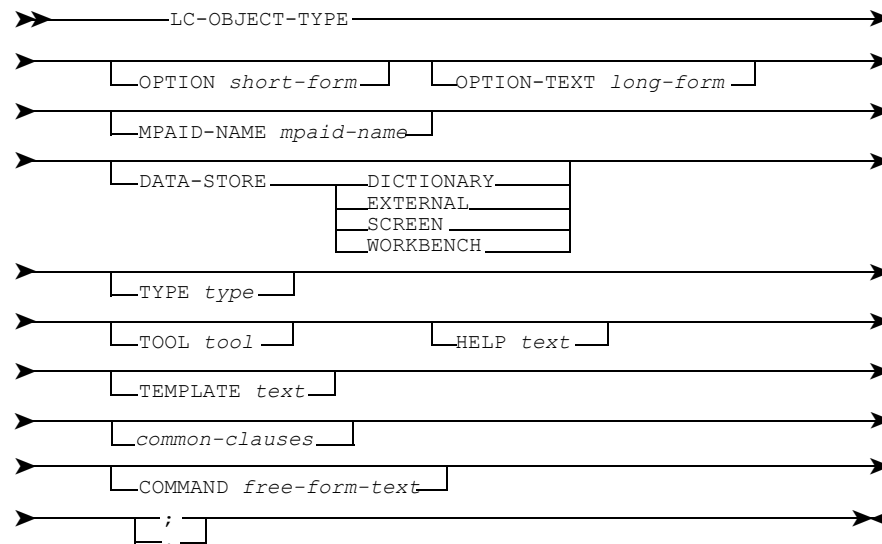 LC-OBJECT-TYPE
OPTION short-form OPTION-TEXT long-form
MPAID-NAME mpaid-name
DATA-STORE DICTIONARY
EXTERNAL
SCREEN
WORKBENCH
TYPE type
TOOL tool HELP text
TEMPLATE text
common-clauses
COMMAND free-form-text
;
.